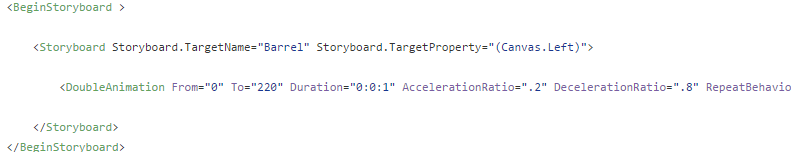 <BeginStoryboard >
<Storyboard Storyboard.TargetName="Barrel" Storyboard.TargetProperty="(Canvas.Left)">
<DoubleAnimation From="0" To="220" Duration="0:0:1" AccelerationRatio=".2" DecelerationRatio=".8" RepeatBehavio
</Storyboard>
</BeginStoryboard>